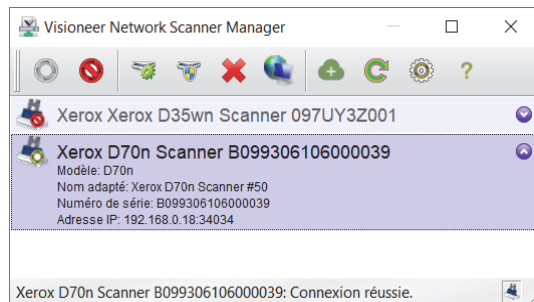 Visioneer Network Scanner Manager
?
Xerox Xerox D35wn Scanner 097UY3Z001
Xerox D70n Scanner B099306106000039
Modèle: D70n
Nom adapté: Xerox D70n Scanner #50
Numéro de série: B099306106000039
Adresse IP: 192.168.0.18:34034
Xerox D70n Scanner B099306106000039: Connexion réussie.